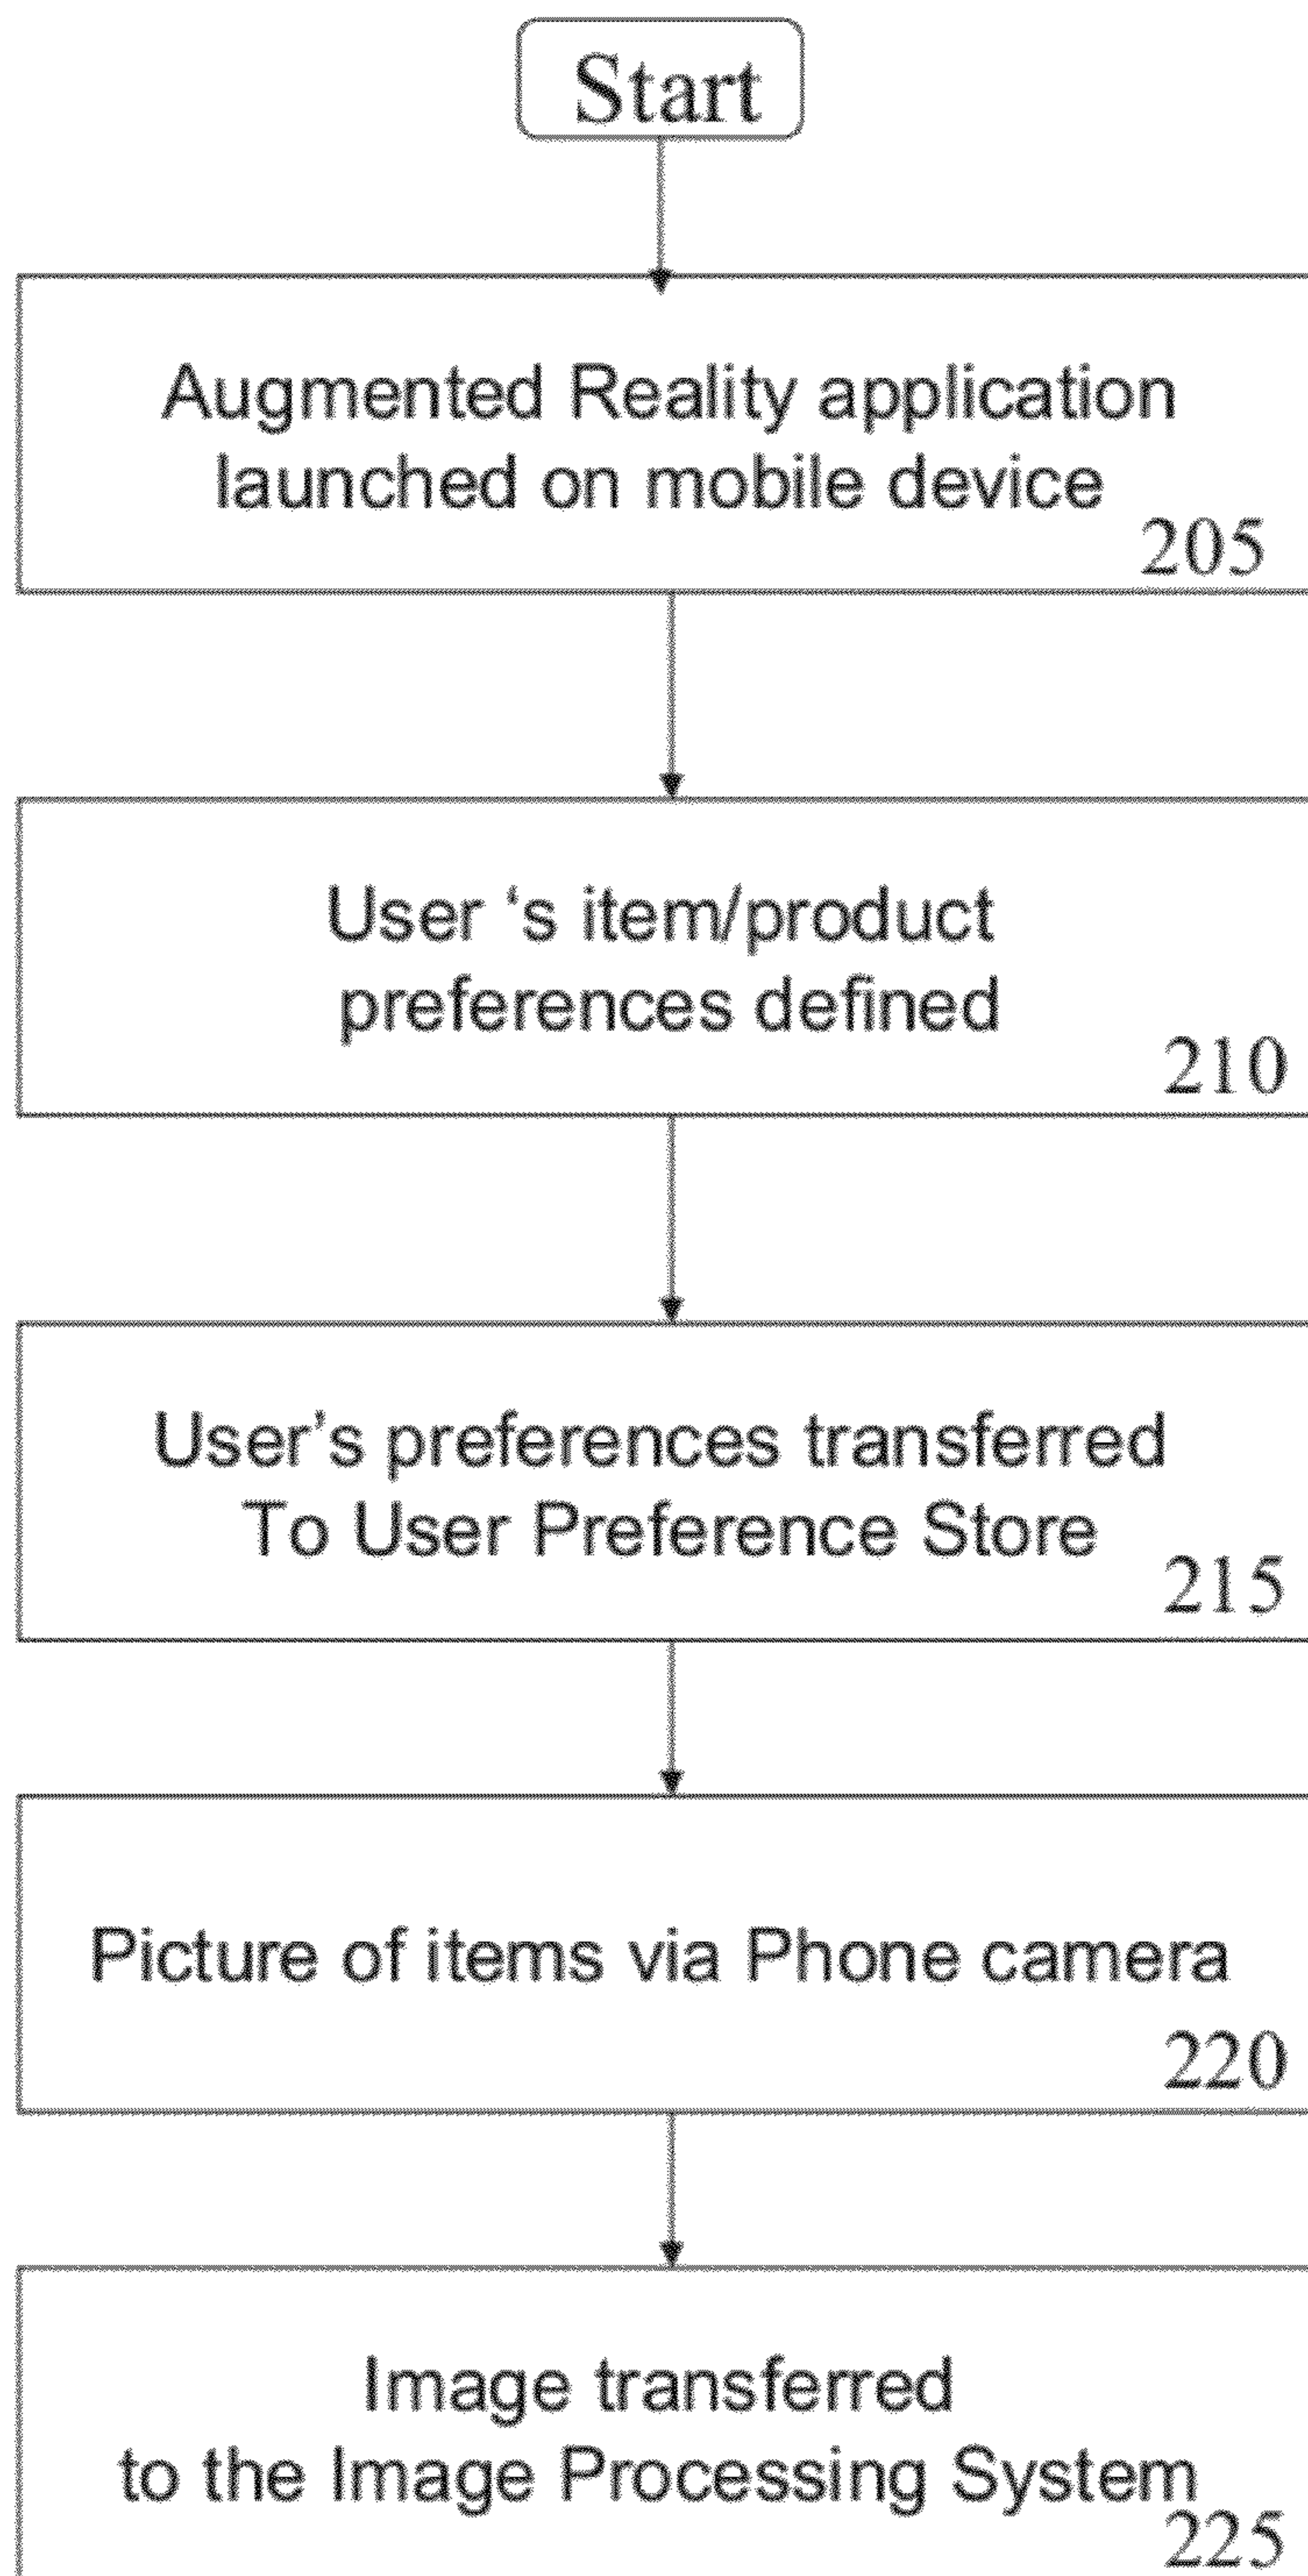 Start
Augmented Reality application
launched on mobile device
205
User ‘s item/product
preferences defined
210
User’s preferences transferred
To User Preference Store
215
Picture of items via Phone camera
220
Image transferred
to the Image Processing System
225